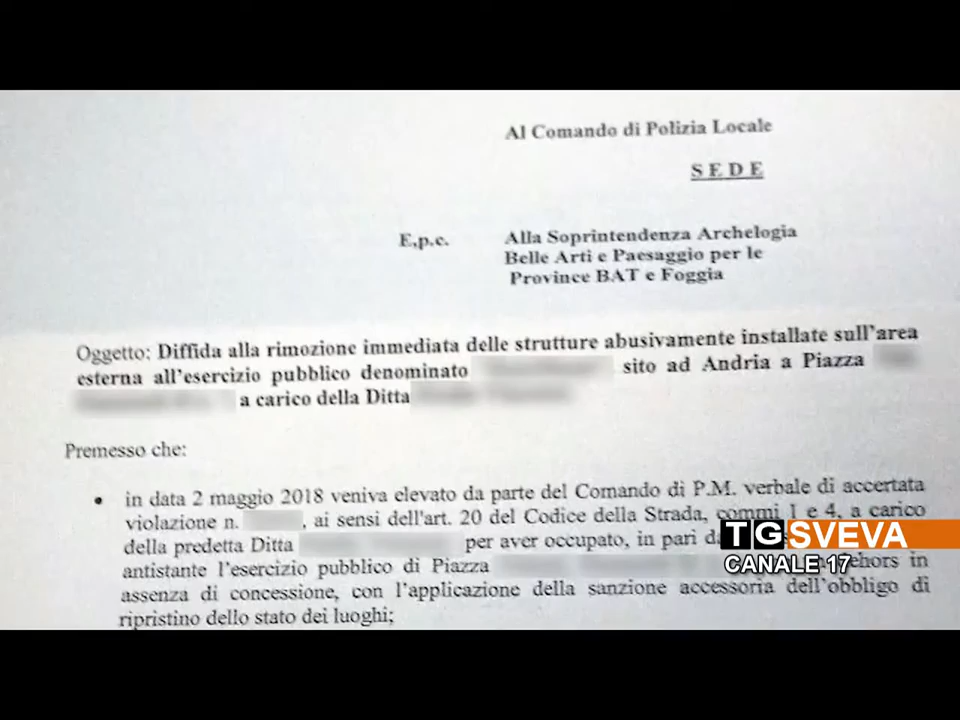 Al Comando di Polizia Locale
SEDE
E,p.c.
Alla Soprintendenza Archelogia
Belle Arti e Paesaggio per le
Province BAT e Foggia
Oggetto: Diffida alla rimozione immediata delle strutture abusivamente installate sull'area
esterna all'esercizio pubblico denominato sito ad Andria a Piazza
a carico della Ditta
Premesso che:
• in data 2 maggio 2018 veniva elevato da parte del Comando di P.M. verbale di accertata
violazione n. , ai sensi dell'art. 20 del Codice della Strada, commi 1 e 4, a carico
della predetta Ditta per aver occupato, in pari
antistante l'esercizio pubblico di Piazza dehors in
assenza di concessione, con l'applicazione della sanzione accessoria dell'obbligo di
ripristino dello stato dei luoghi;
TG SVEVA
CANALE 17